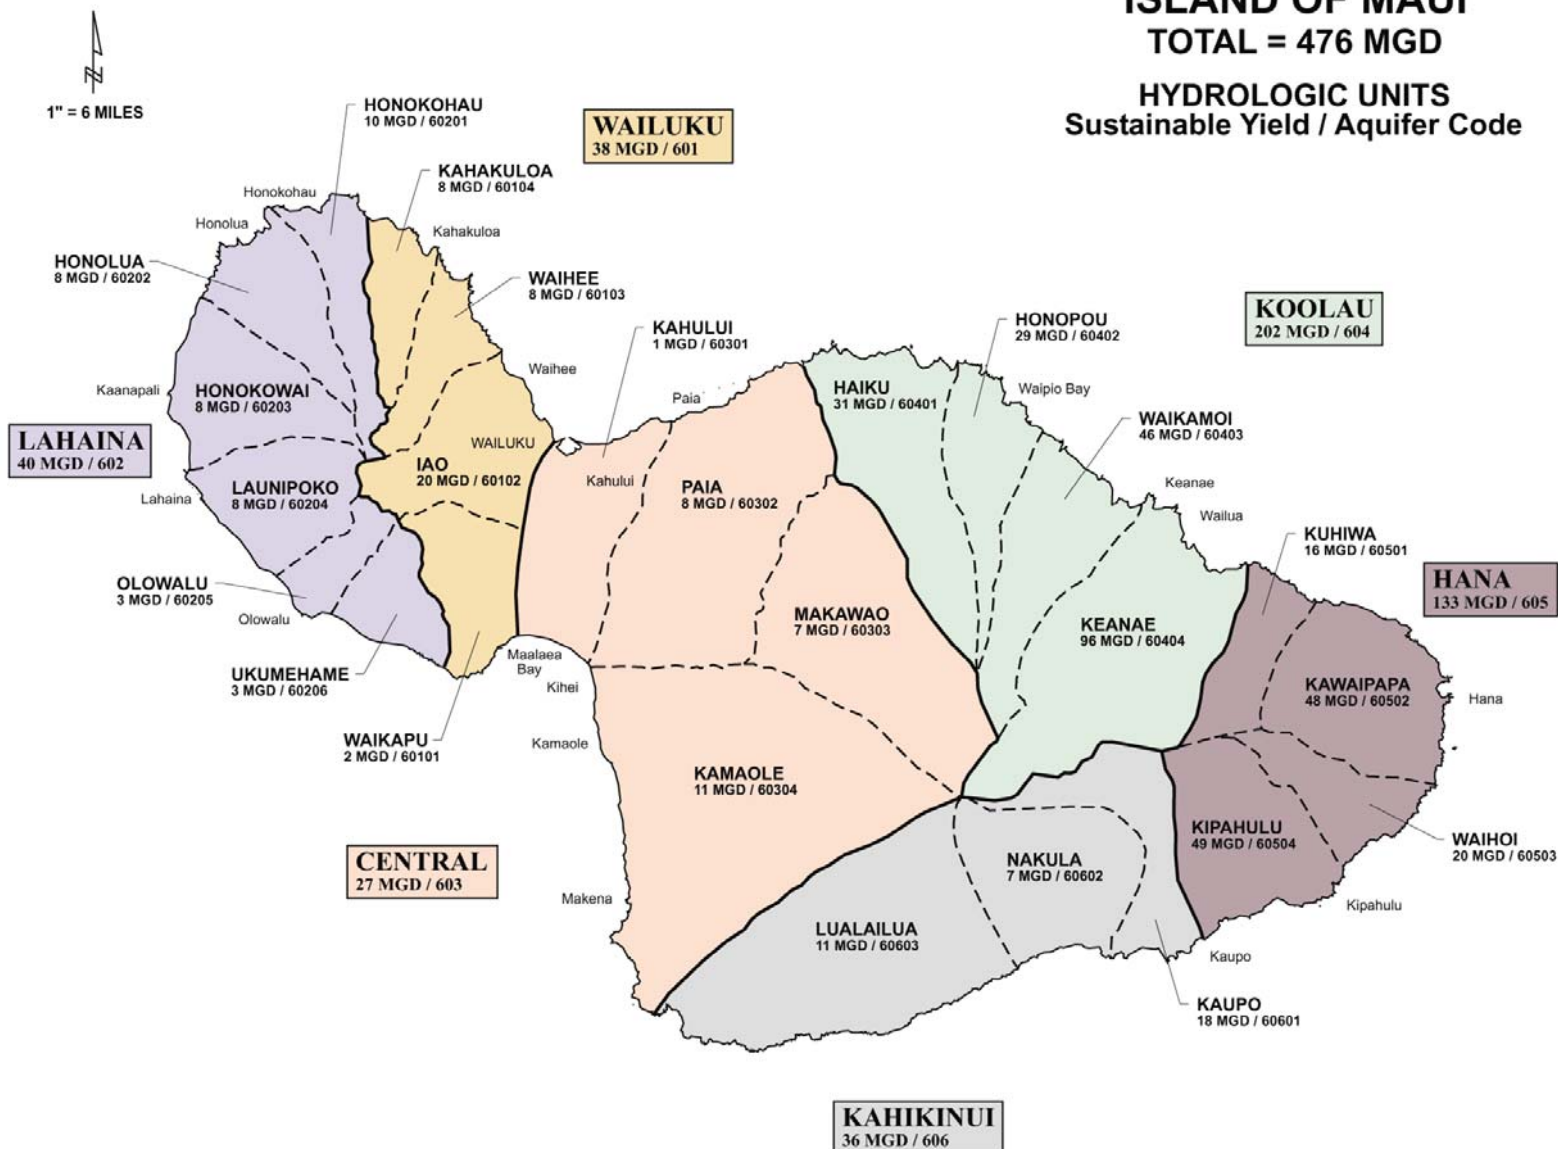 ISLAND OF MAUI
TOTAL = 476 MGD
HYDROLOGIC UNITS
Sustainable Yield / Aquifer Code
N
1" = 6 MILES
HONOKOHAU
10 MGD / 60201
WAILUKU
38 MGD / 601
KAHAKULOA
8 MGD / 60104
Honokohau
Honolua
Kahakuloa
HONOLUA
8 MGD / 60202
WAIHEE
8 MGD / 60103
KAHULUI
1 MGD / 60301
HONOPOU
29 MGD / 60402
KOOLAU
202 MGD / 604
Kaanapali
HONOKOWAI
8 MGD / 60203
Waihee
Paia
HAIKU
31 MGD / 60401
Waipio Bay
WAIKAMOI
46 MGD / 60403
LAHAINA
40 MGD / 602
WAILUKU
IAO
20 MGD / 60102
Kahului
PAIA
8 MGD / 60302
Keanae
Wailua
Lahaina
LAUNIPOKO
8 MGD / 60204
KUHIWA
16 MGD / 60501
HANA
133 MGD / 605
OLOWALU
3 MGD / 60205
Olowalu
MAKAWAO
7 MGD / 60303
KEANAE
96 MGD / 60404
UKUMEHAME
3 MGD / 60206
Maalaea
Bay
Kihei
KAWAIPAPA
48 MGD / 60502
Hana
WAIKAPU
2 MGD / 60101
Kamaole
KAMAOLE
11 MGD / 60304
CENTRAL
27 MGD / 603
NAKULA
7 MGD / 60602
KIPAHULU
49 MGD / 60504
WAIHOI
20 MGD / 60503
Makena
LUALAILUA
11 MGD / 60603
Kipahulu
Kaupo
KAUPO
18 MGD / 60601
KAHIKINUI
36 MGD / 606